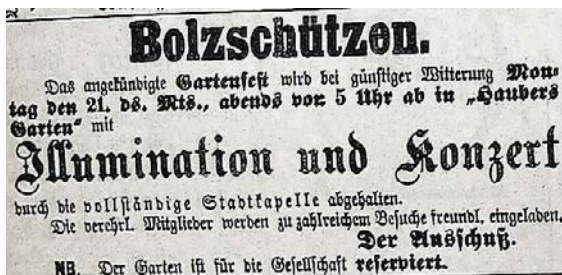 Bolzschützen.
Das angekündigte Gartenfest wird bei günstiger Witterung Mon-
tag den 21. ds. Mts., abends von 5 Uhr ab in „Haubers
Garten" mit
Illumination und Konzert
durch die vollständige Stadtkapelle abgehalten.
Die verehrl. Mitglieder werden zu zahlreichem Besuche freundl. eingeladen.
Der Ausschuß.
NB. Der Garten ist für die Gesellschaft reserviert.